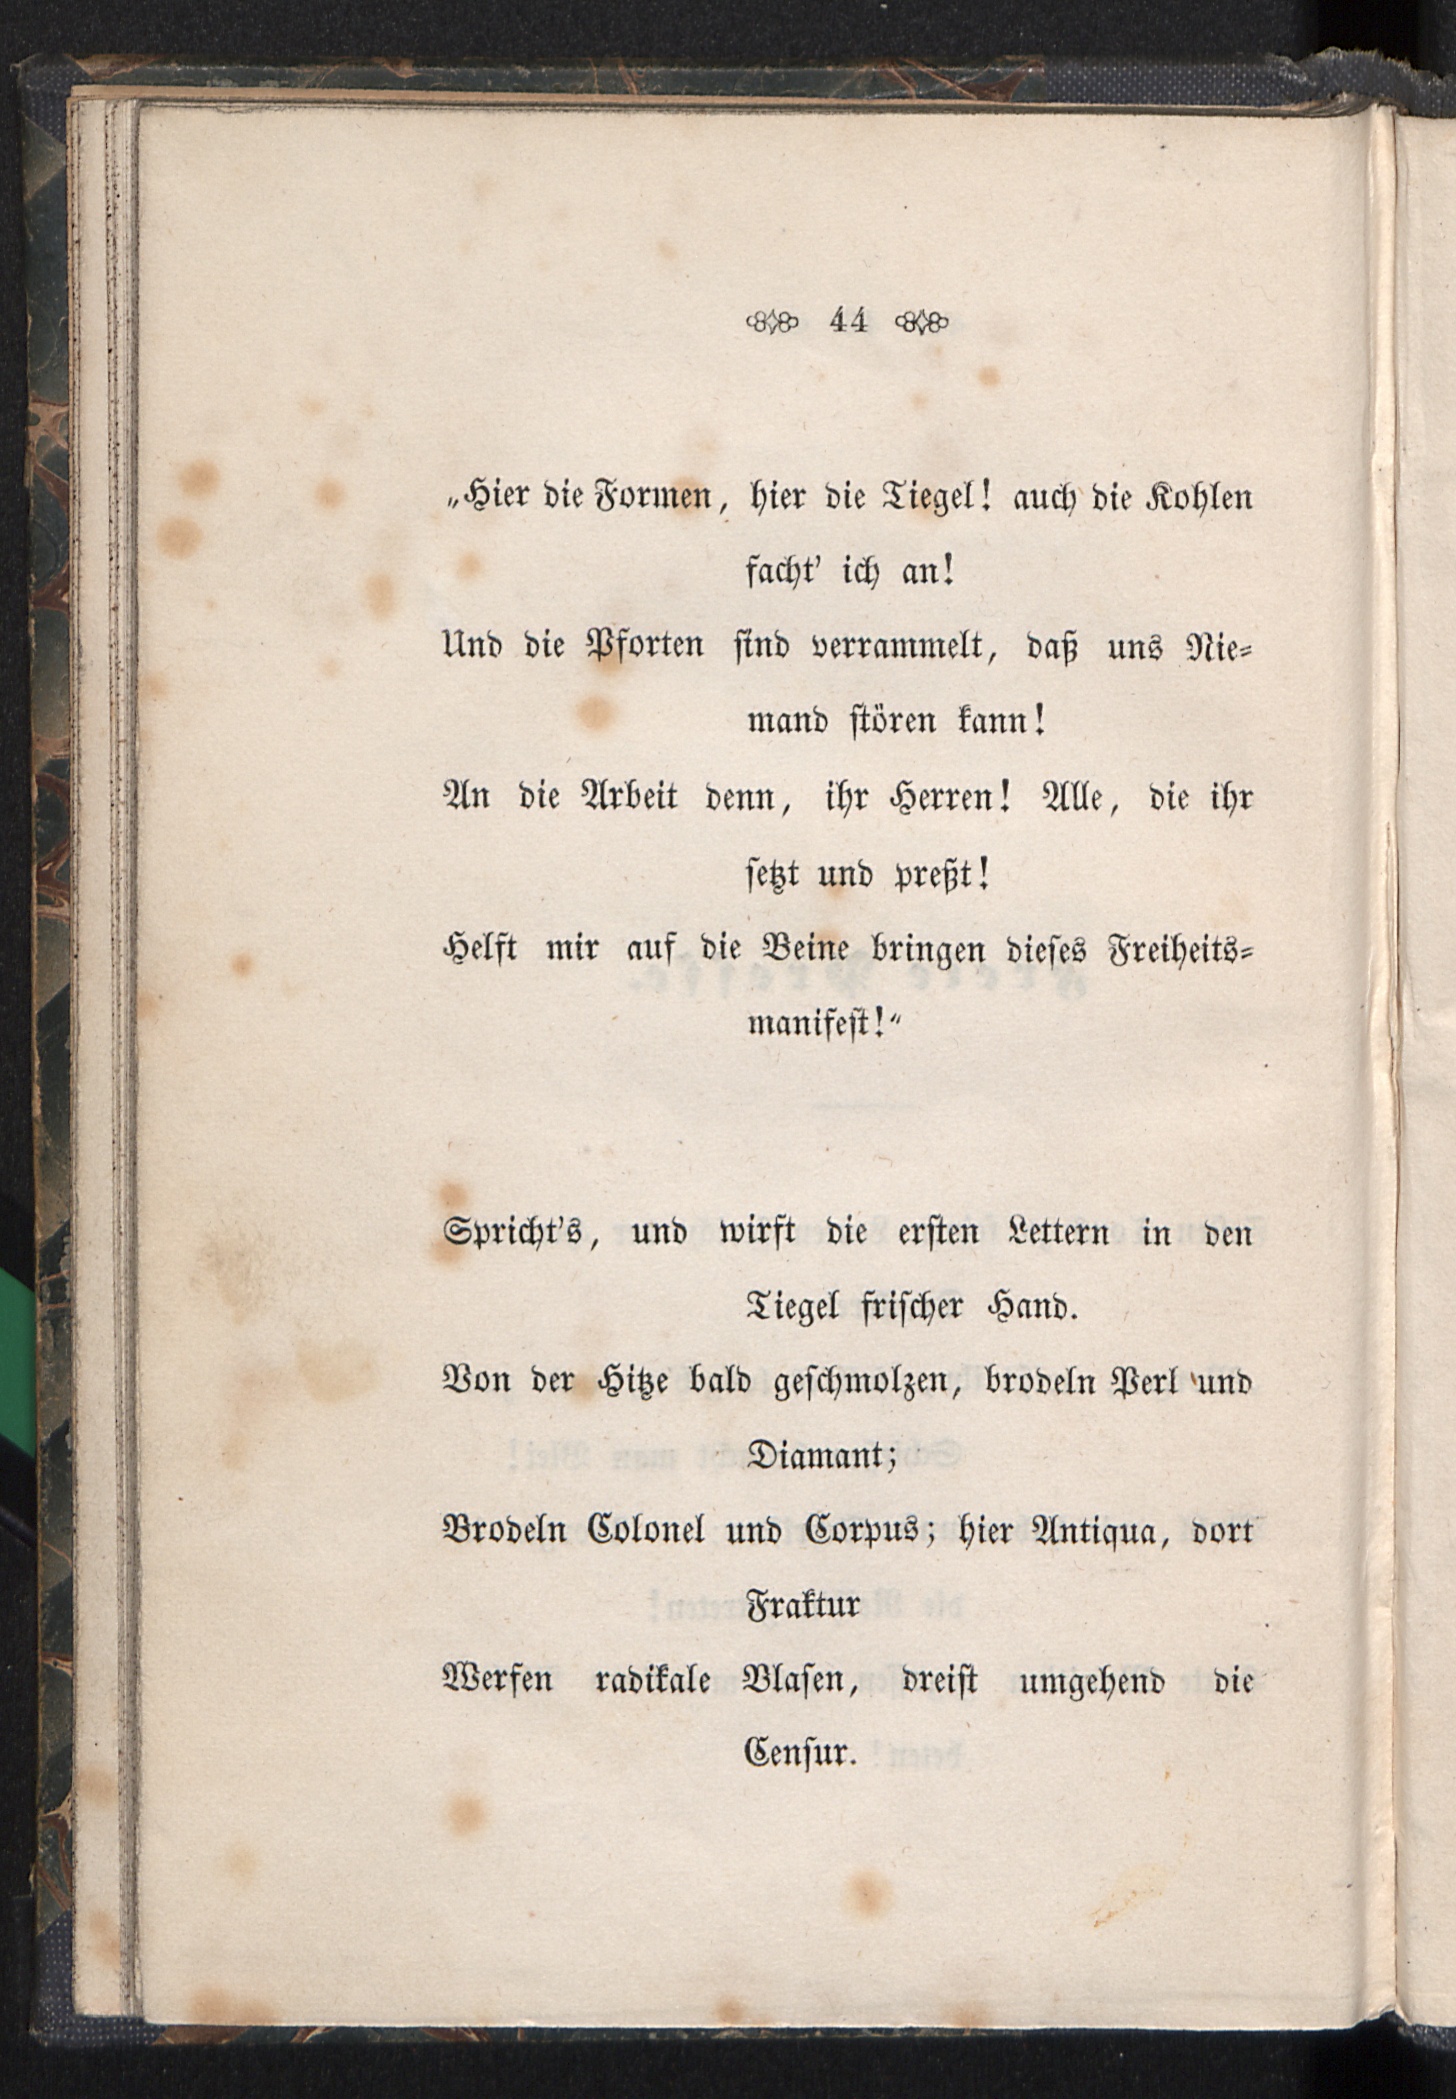 44
„Hier die Formen, hier die Tiegel! auch die Kohlen
facht' ich an!
Und die Pforten sind verrammelt, daß uns Nie-
mand stören kann!
An die Arbeit denn, ihr Herren! Alle, die ihr
setzt und preßt!
Helft mir auf die Beine bringen dieses Freiheits-
manifest!“
Spricht's, und wirft die ersten Lettern in den
Tiegel frischer Hand.
Von der Hitze bald geschmolzen, brodeln Perl und
Diamant;
Brodeln Colonel und Corpus; hier Antiqua, dort
Fraktur
Werfen radikale Blasen, dreist umgehend die
Censur.